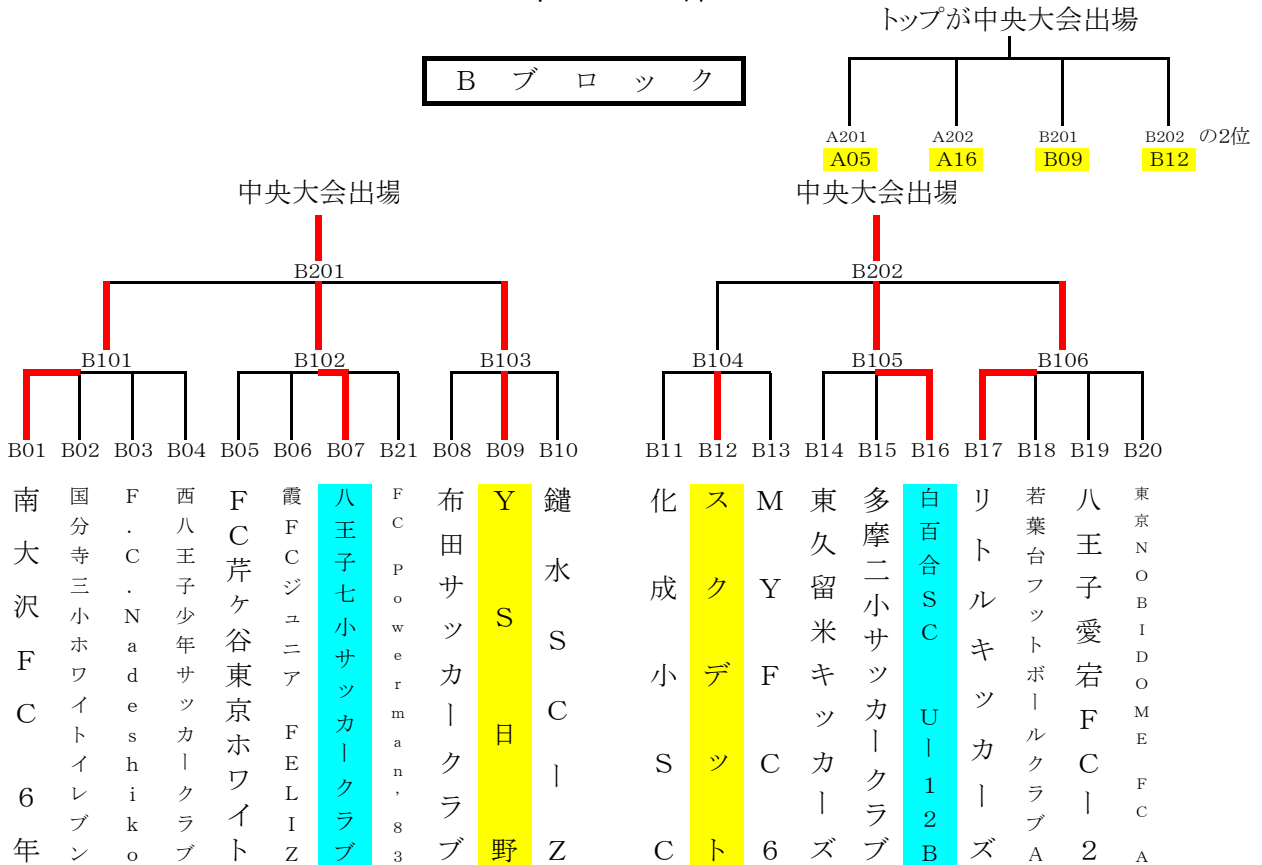 トップが中央大会出場
Bブロック
A201 A202 B201 B202 の2位
A05 A16 B09 B12
中央大会出場 中央大会出場
B201 B202
B101 B102 B103 B104 B105 B106
B01 B02 B03 B04 B05 B06 B07 B21 B08 B09 B10 B11 B12 B13 B14 B15 B16 B17 B18 B19 B20
南大沢FC 6年
国分寺三小ホワイトイレブン
F.C.Nadeshiko
西八王子少年サッカークラブ
FC芹ケ谷東京ホワイト
霞FCジュニア FELIZ
八王子七小サッカークラブ
FC Powerman,83
布田サッカークラブ
YS日野
鑓水SCーZ
化成小SC
スクデット
MYFC6
東久留米キッカーズ
多摩二小サッカークラブ
白百合SC Uー12B
リトルキッカーズ
若葉台フットボールクラブA
八王子愛宕FCー2
東京NOBIDOME FC A